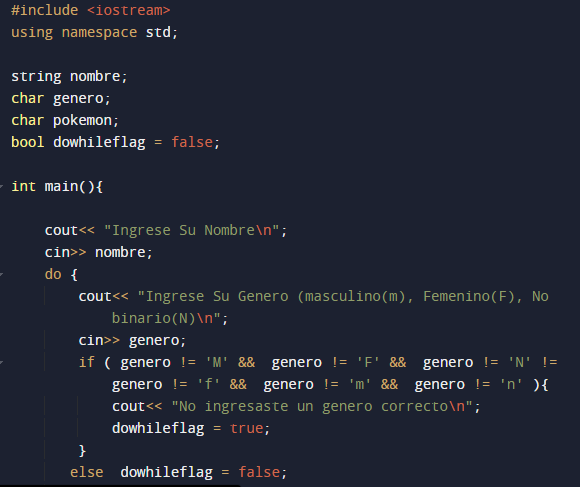 #include <iostream>
using namespace std;
string nombre;
char genero;
char pokemon;
bool dowhileflag = false;
int main(){
cout<< "Ingrese Su Nombre\n";
cin>> nombre;
do {
cout<< "Ingrese Su Genero (masculino(m), Femenino(F), No
binario(N)\n";
cin>> genero;
if ( genero != 'M' && genero != 'F' && genero != 'N' !=
genero != 'f' && genero != 'm' && genero != 'n' ){
cout<< "No ingresaste un genero correcto\n";
dowhileflag = true;
}
else dowhileflag = false;